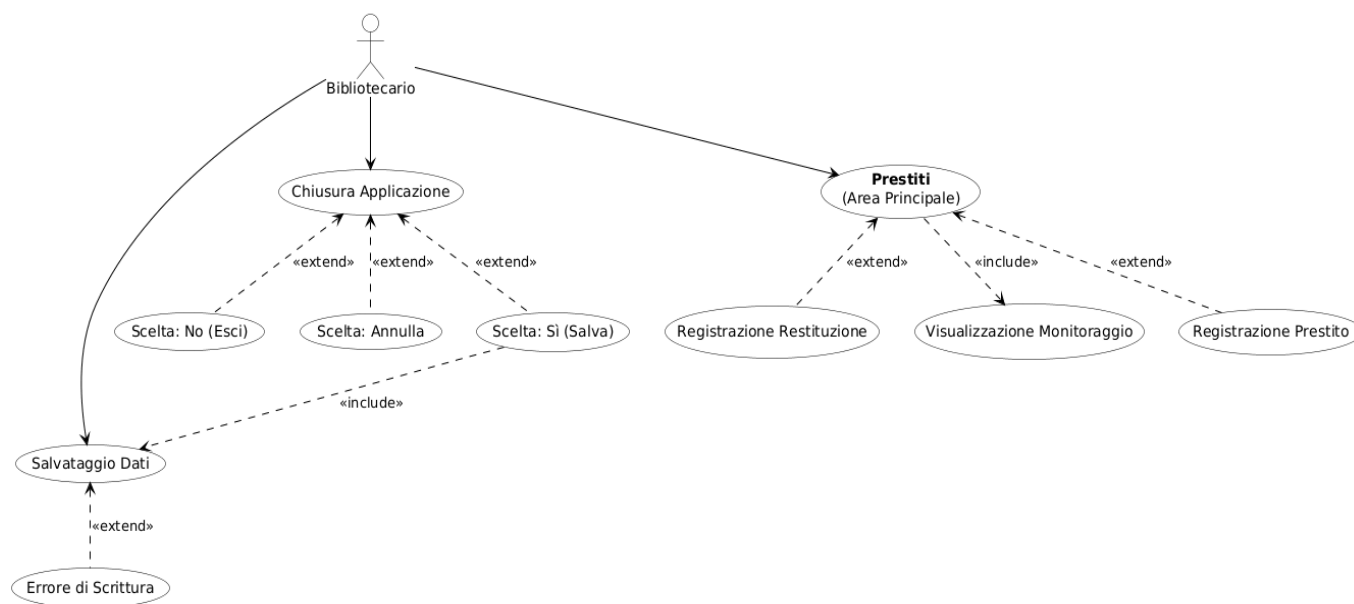 Bibliotecario
Chiusura Applicazione
Prestiti
(Area Principale)
«extend»
«extend»
«extend»
«extend»
«include»
«extend»
Scelta: No (Esci)
Scelta: Annulla
Scelta: Sì (Salva)
Registrazione Restituzione
Visualizzazione Monitoraggio
Registrazione Prestito
«include»
Salvataggio Dati
«extend»
Errore di Scrittura